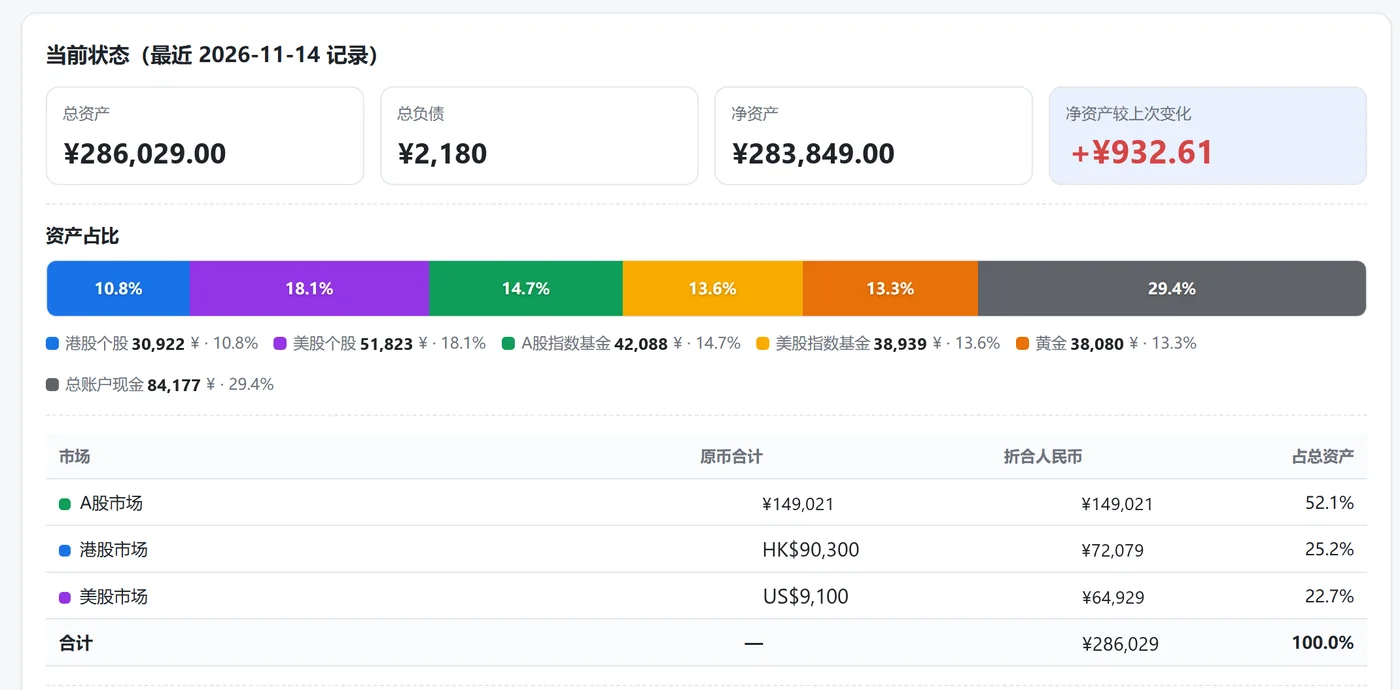 当前状态（最近 2026-11-14 记录）
总资产 总负债 净资产 净资产较上次变化
¥286,029.00 ¥2,180 ¥283,849.00 +¥932.61
资产占比
10.8% 18.1% 14.7% 13.6% 13.3% 29.4%
港股个股 30,922 ¥ · 10.8% 美股个股 51,823 ¥ · 18.1% A股指数基金 42,088 ¥ · 14.7% 美股指数基金 38,939 ¥ · 13.6% 黄金 38,080 ¥ · 13.3%
总账户现金 84,177 ¥ · 29.4%
市场 原币合计 折合人民币 占总资产
A股市场 ¥149,021 ¥149,021 52.1%
港股市场 HK$90,300 ¥72,079 25.2%
美股市场 US$9,100 ¥64,929 22.7%
合计 — ¥286,029 100.0%